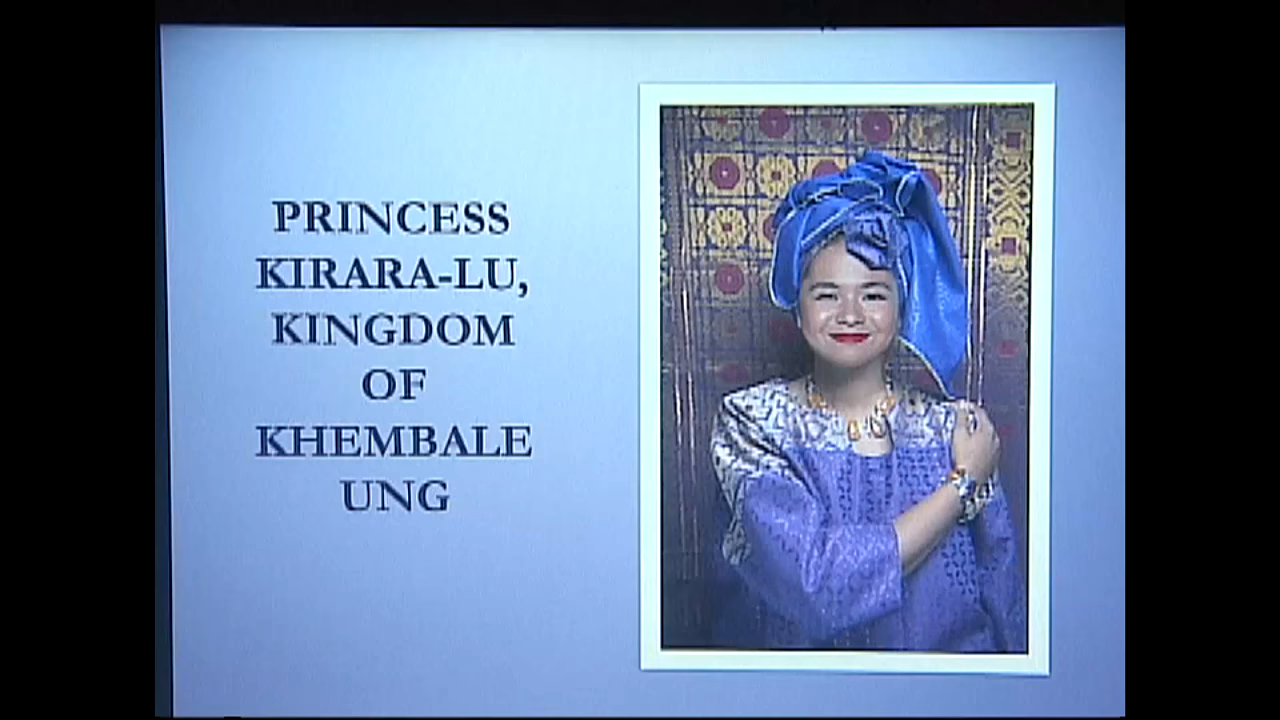 PRINCESS
KIRARA-LU,
KINGDOM
OF
KHEMBALE
UNG